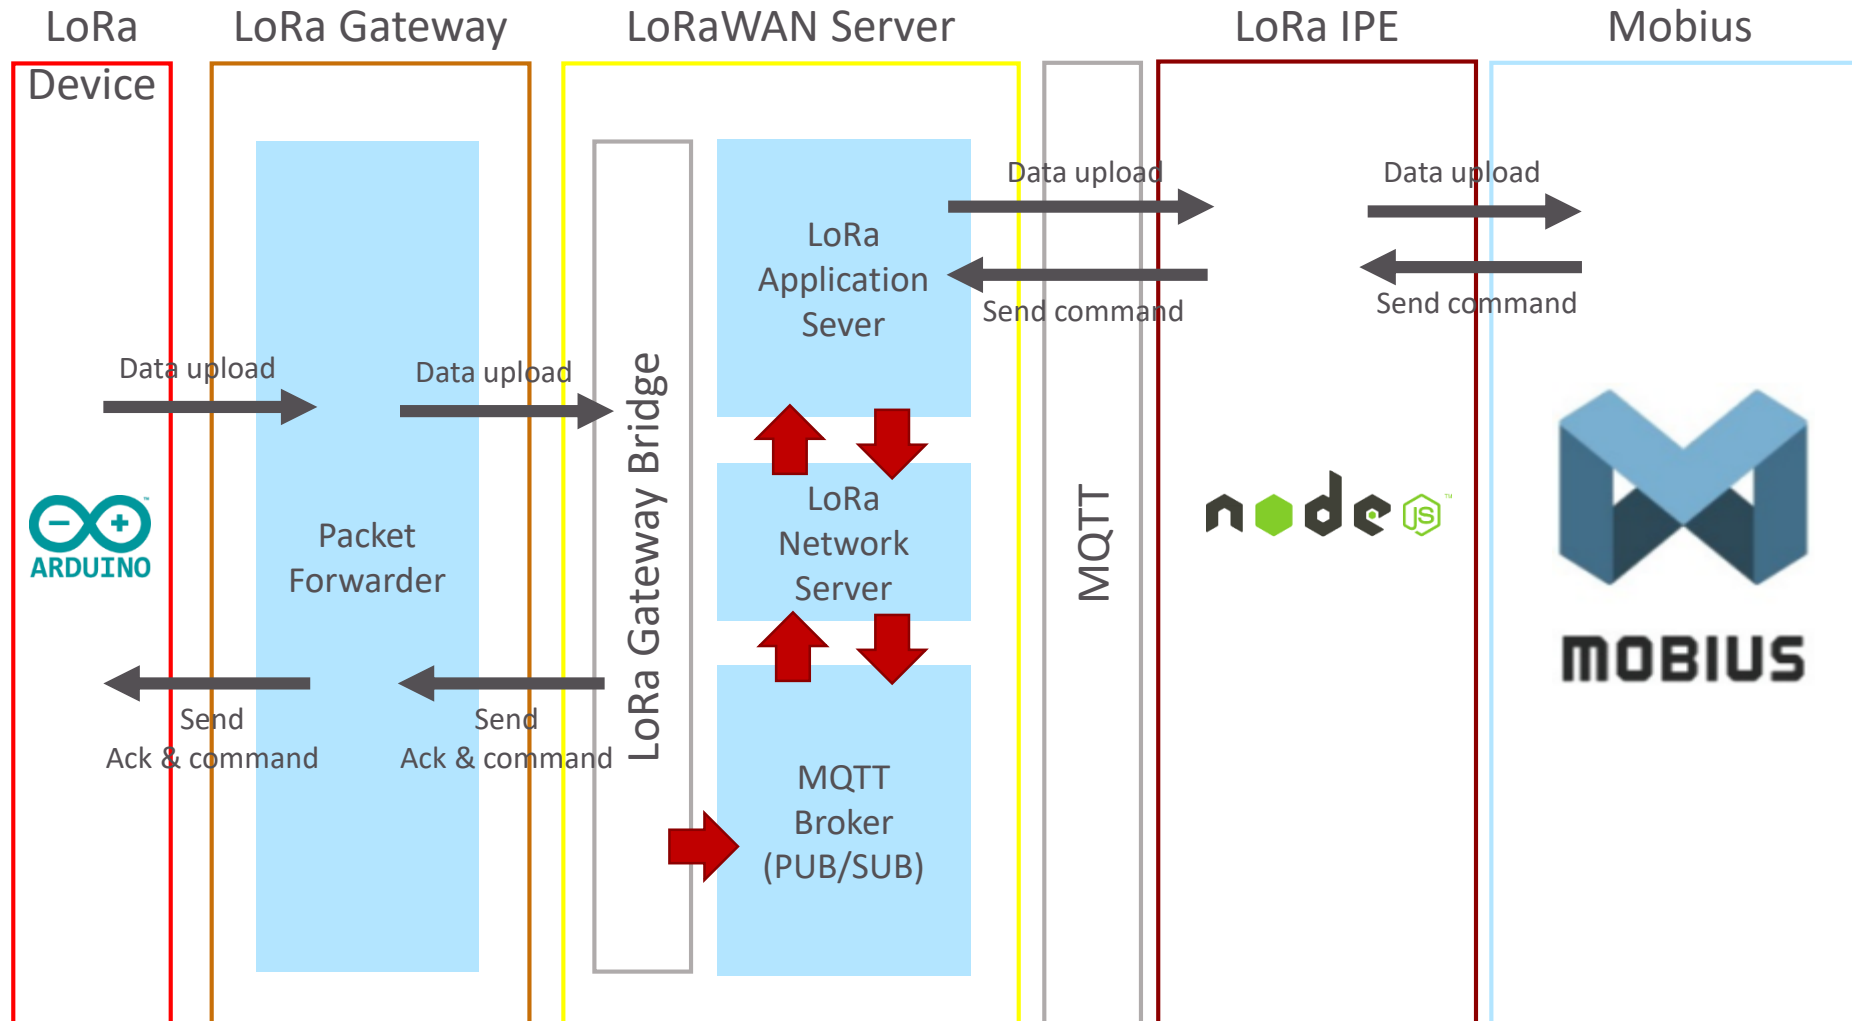 LoRa
Device
LoRa Gateway
LoRaWAN Server
LoRa IPE
Mobius
Data upload
Data upload
Send
Ack & command
Send
Ack & command
ARDUINO
™
Packet
Forwarder
LoRa Gateway Bridge
LoRa
Application
Sever
LoRa
Network
Server
MQTT
Broker
(PUB/SUB)
Data upload
Send command
MQTT
Data upload
Send command
node
JS
™
MOBIUS